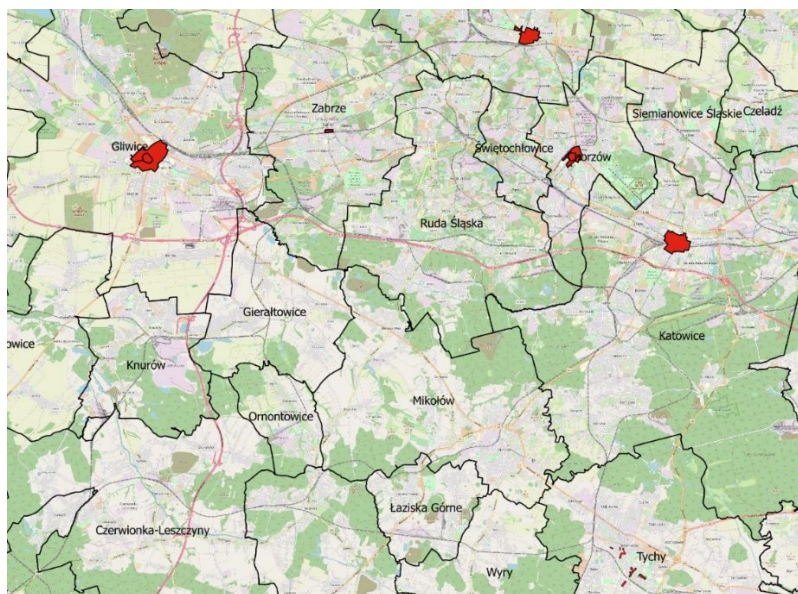 Zabrze
Siemianowice Śląskie
Czeladź
Gliwice
Świętochłowice
orzów
Ruda Śląska
Gierałtowice
Katowice
owice
Knurów
Mikołów
Ornontowice
Łaziska Górne
Czerwionka-Leszczyny
Tychy
Wyry